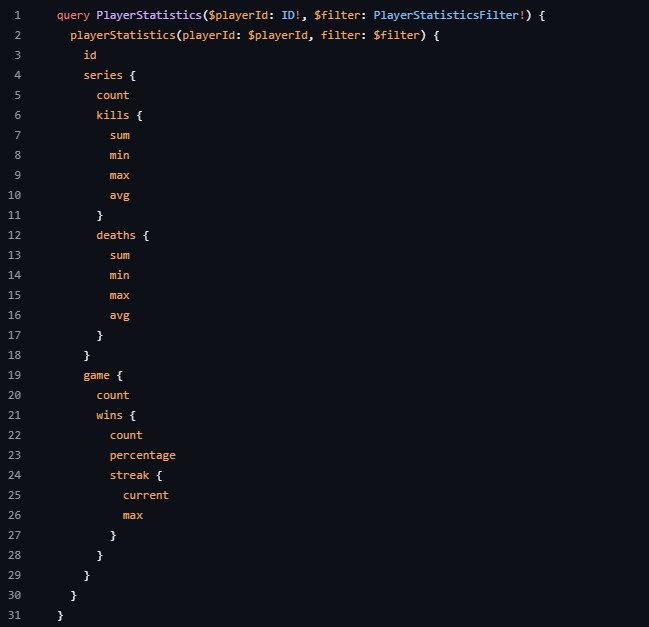 1 query PlayerStatistics($playerId: ID!, $filter: PlayerStatisticsFilter!) {
2 playerStatistics(playerId: $playerId, filter: $filter) {
3 id
4 series {
5 count
6 kills {
7 sum
8 min
9 max
10 avg
11 }
12 deaths {
13 sum
14 min
15 max
16 avg
17 }
18 }
19 game {
20 count
21 wins {
22 count
23 percentage
24 streak {
25 current
26 max
27 }
28 }
29 }
30 }
31 }